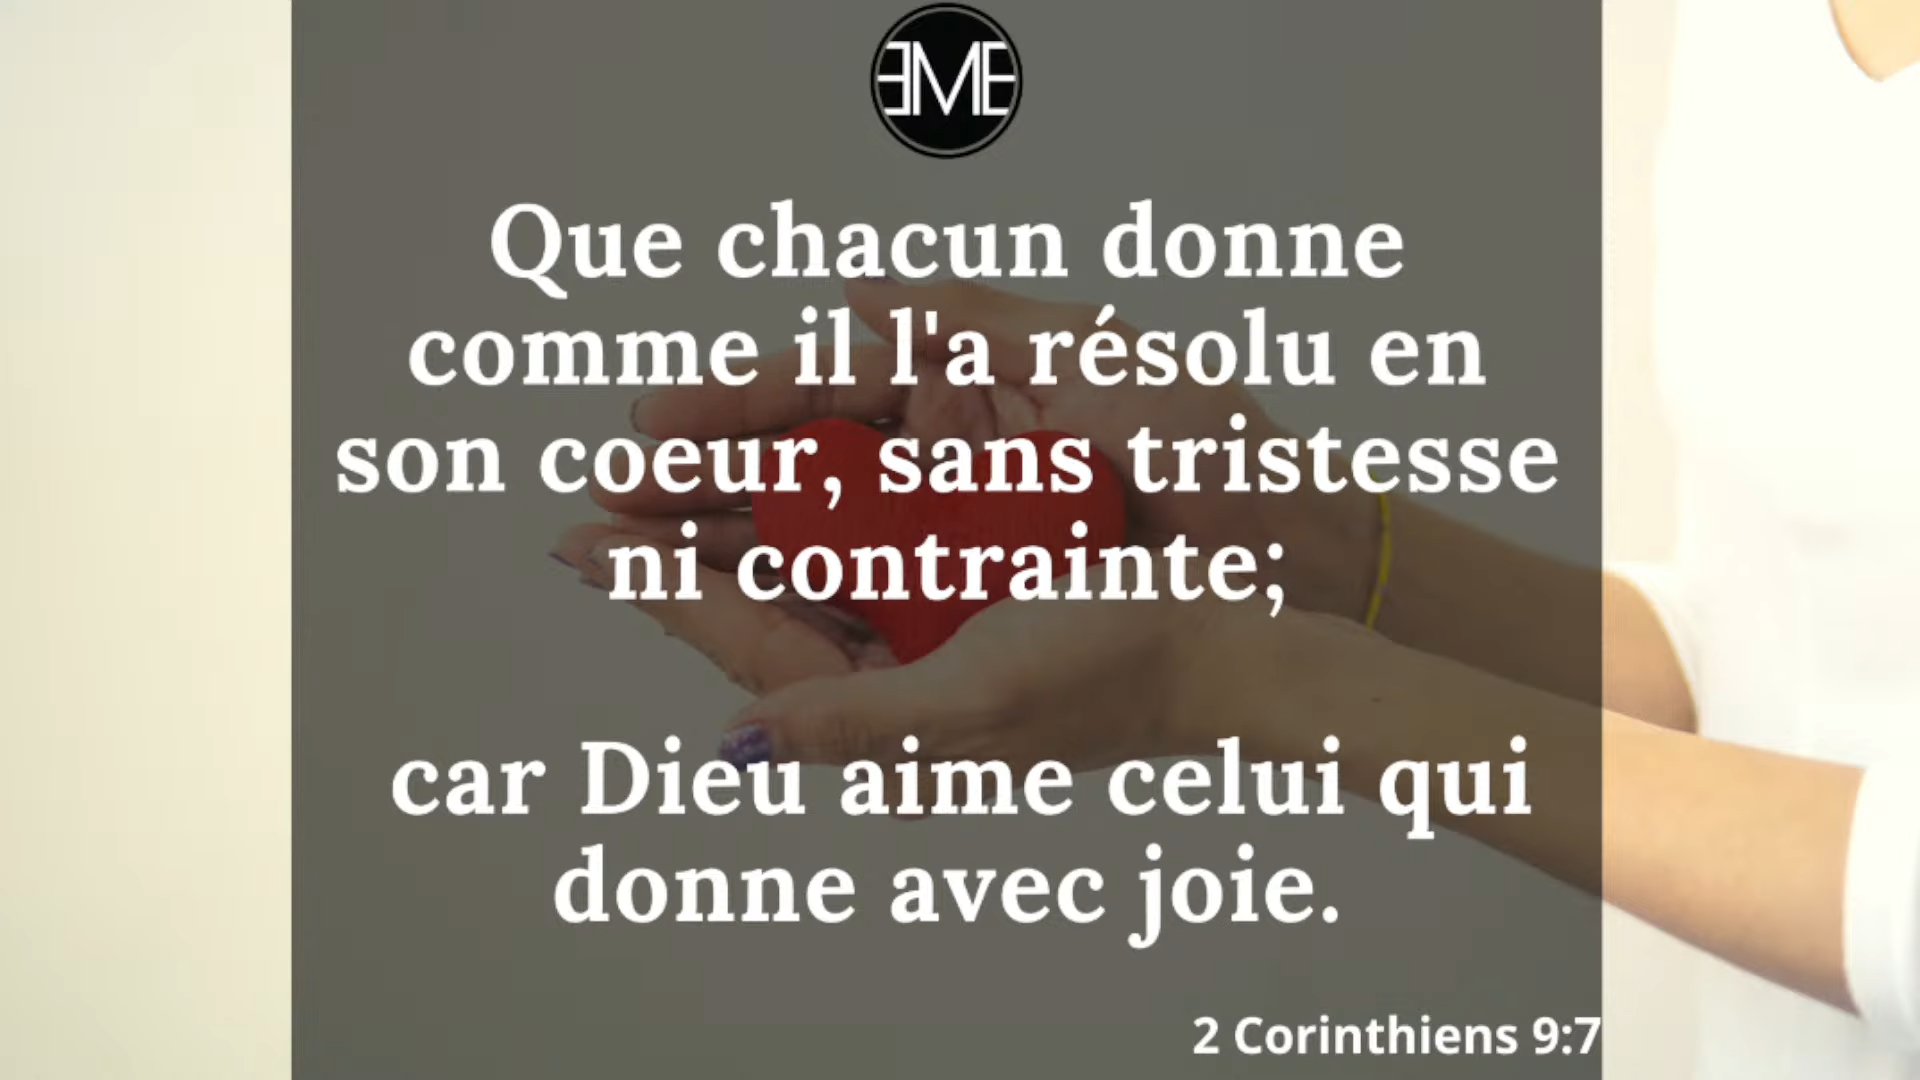 EME
Que chacun donne
comme il l'a résolu en
son coeur, sans tristesse
ni contrainte;
car Dieu aime celui qui
donne avec joie.
2 Corinthiens 9:7